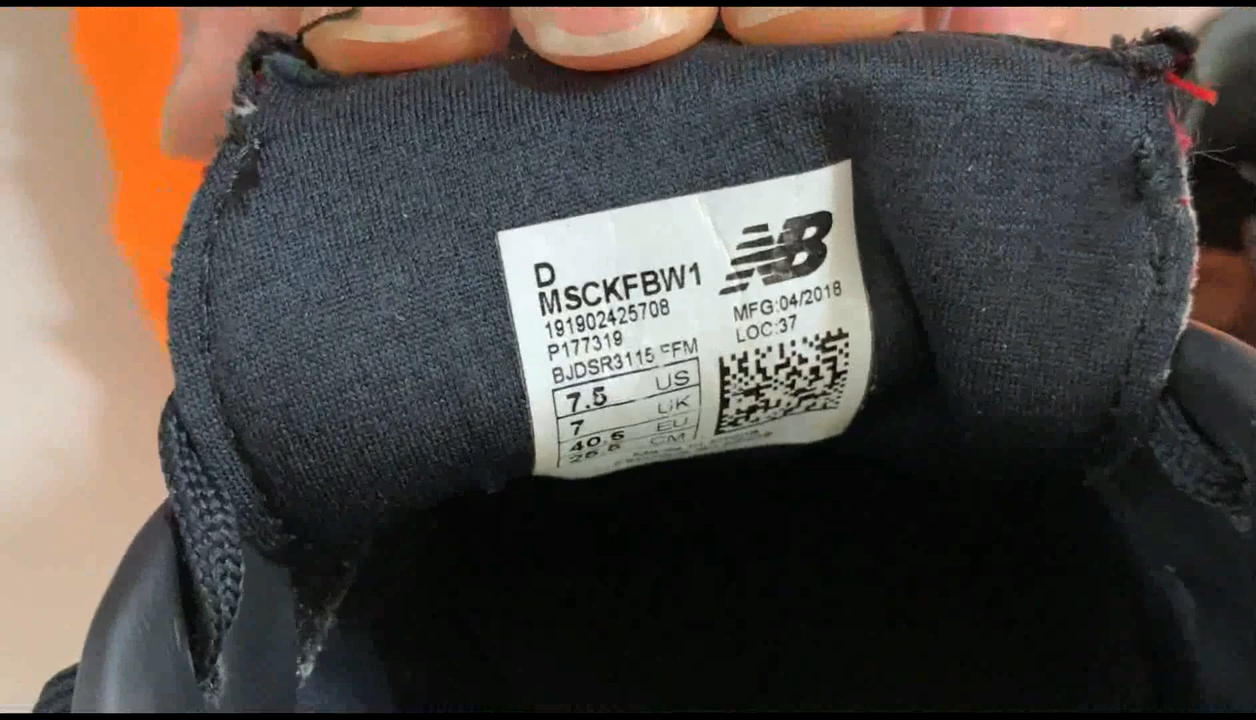 D
MSCKFBW1
191902425708
P177319
BJDSR3115 FFM
7.5 US
7 UK
40.5 EU
25.5 CM
NB
MFG:04/2018
LOC:37